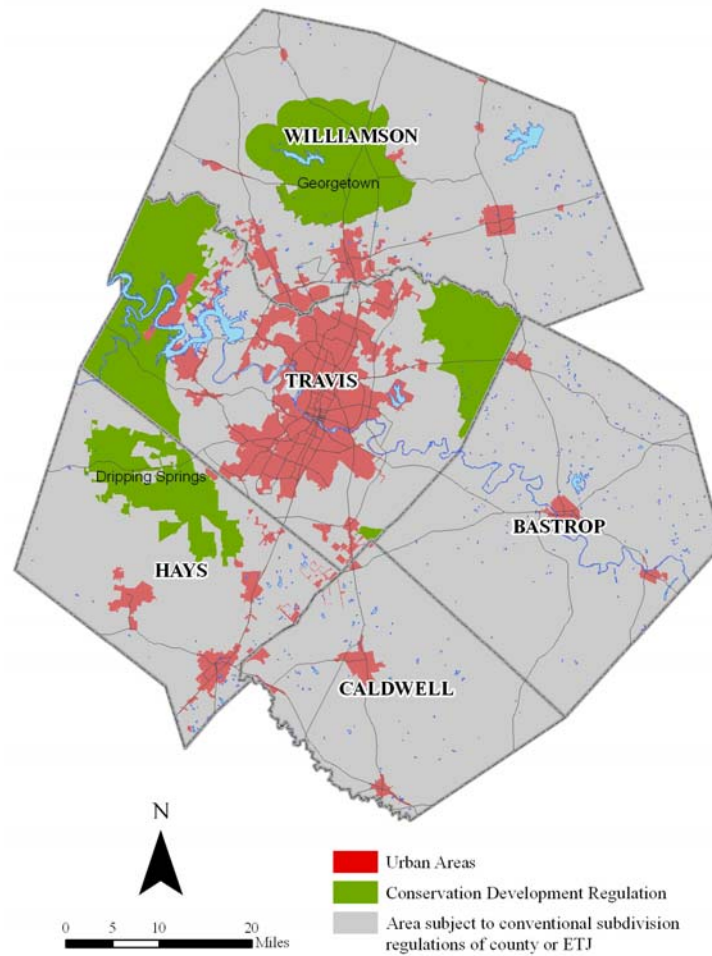 WILLIAMSON
Georgetown
TRAVIS
Dripping Springs
BASTROP
HAYS
CALDWELL
N
Urban Areas
Conservation Development Regulation
Area subject to conventional subdivision
regulations of county or ETJ
0 5 10 20
Miles